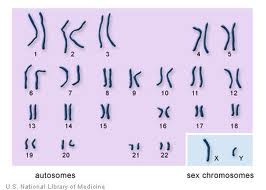 1 2 3 4 5
6 7 8 9 10 11 12
13 14 15 16 17 18
19 20 21 22 X Y
autosomes sex chromosomes
U.S. National Library of Medicine